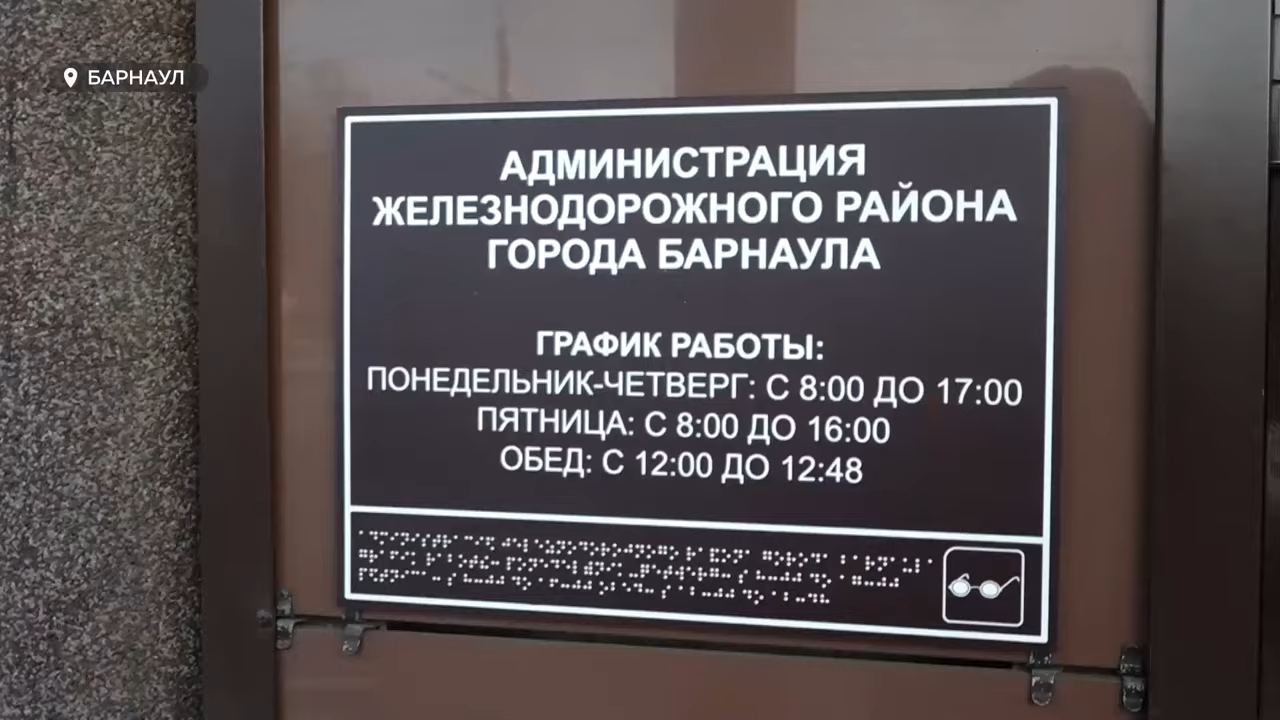 БАРНАУЛ
АДМИНИСТРАЦИЯ
ЖЕЛЕЗНОДОРОЖНОГО РАЙОНА
ГОРОДА БАРНАУЛА
ГРАФИК РАБОТЫ:
ПОНЕДЕЛЬНИК-ЧЕТВЕРГ: С 8:00 ДО 17:00
ПЯТНИЦА: С 8:00 ДО 16:00
ОБЕД: С 12:00 ДО 12:48